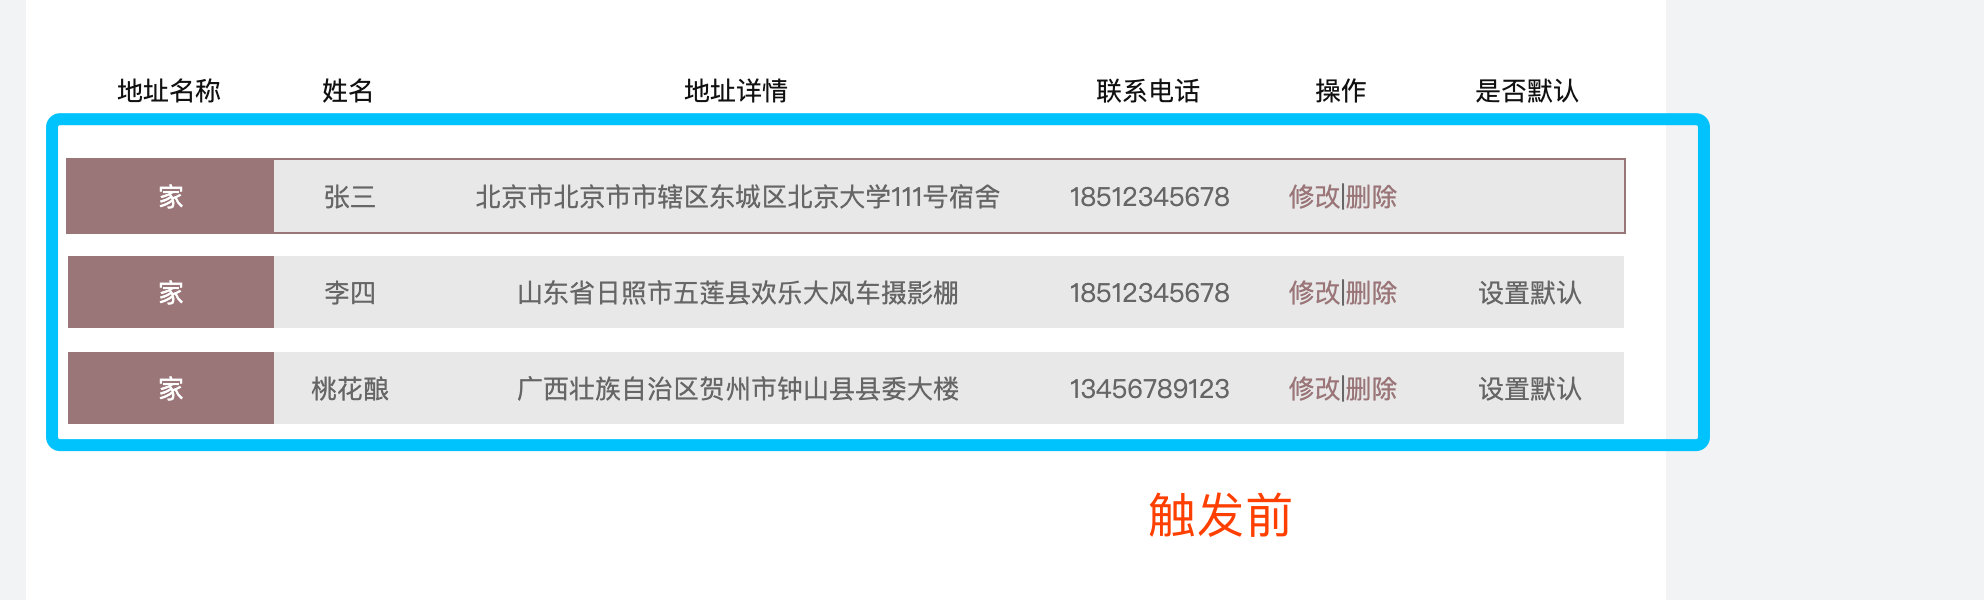 地址名称 姓名 地址详情 联系电话 操作 是否默认
家 张三 北京市北京市市辖区东城区北京大学111号宿舍 18512345678 修改|删除
家 李四 山东省日照市五莲县欢乐大风车摄影棚 18512345678 修改|删除 设置默认
家 桃花酿 广西壮族自治区贺州市钟山县县委大楼 13456789123 修改|删除 设置默认
触发前